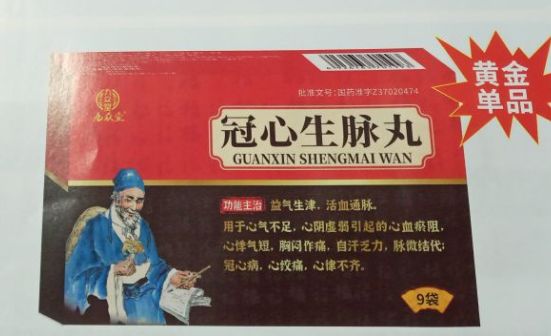 黄金
单品
批准文号：国药准字Z37020474
冠心生脉丸
GUANXIN SHENGMAI WAN
功能主治 益气生津，活血通脉。
用于心气不足，心阴虚弱引起的心血瘀阻，
心悸气短，胸闷作痛，自汗乏力，脉微结代；
冠心病，心绞痛，心律不齐。
9袋